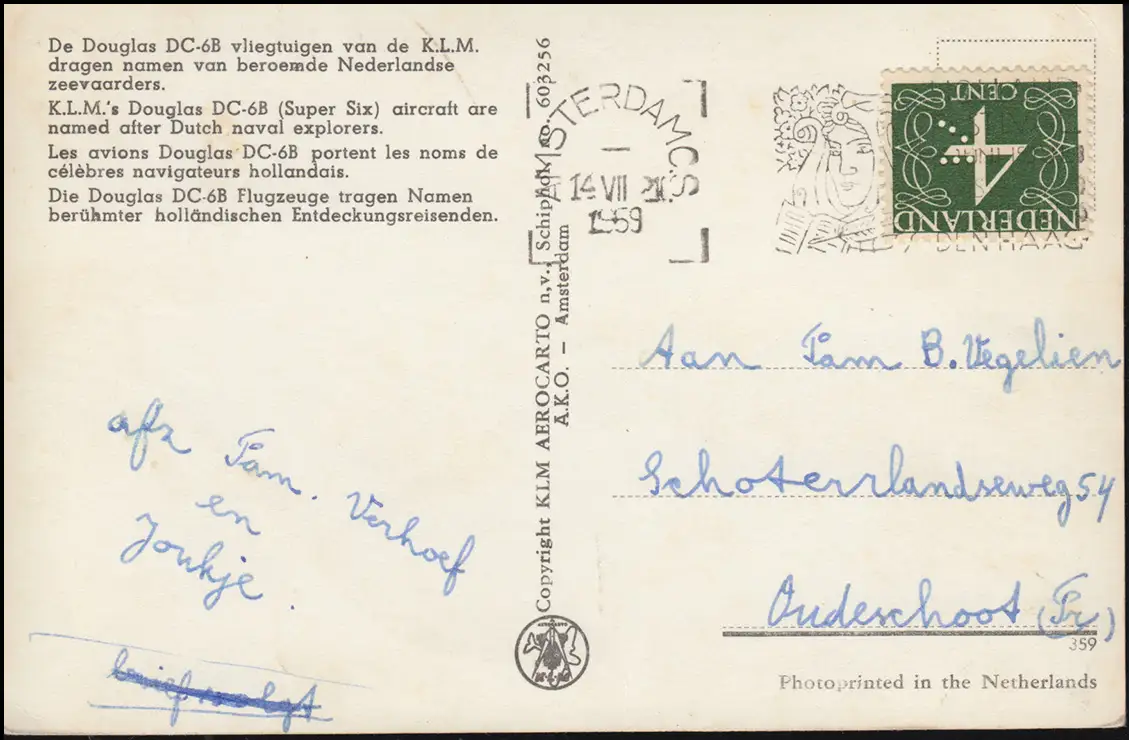 De Douglas DC-6B vliegtuigen van de K.L.M.
dragen namen van beroemde Nederlandse
zeevaarders.
K.L.M.'s Douglas DC-6B (Super Six) aircraft are
named after Dutch naval explorers.
Les avions Douglas DC-6B portent les noms de
célèbres navigateurs hollandais.
Die Douglas DC-6B Flugzeuge tragen Namen
berühmter holländischen Entdeckungsreisenden.
afz Fam. Verhoef
en
Joukje.
brief volgt
Copyright KLM AEROCARTO n.v., Schiphol no. 603256
A.K.O. — Amsterdam
AMSTERDAM C.S
14 VII
1959
HOLLAND
DEN HAAG
NEDERLAND
4
CENT
Aan Fam B. Vegelien
Schoterrlandseweg 54
Oudeschoot (Fr)
359
Photoprinted in the Netherlands